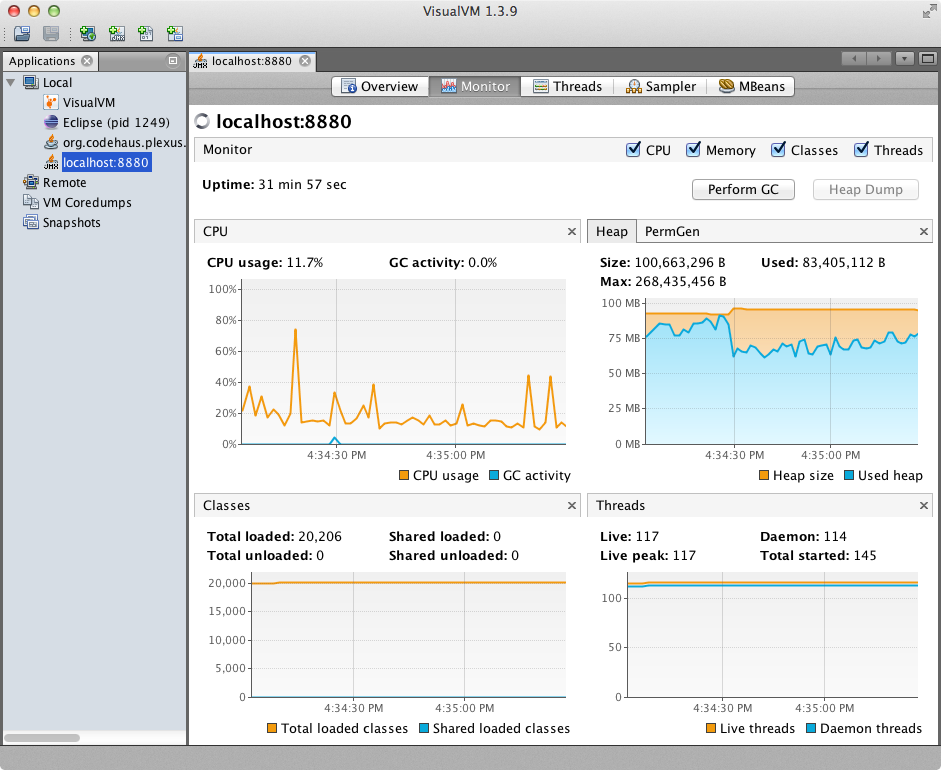 VisualVM 1.3.9
Applications
localhost:8880
Local
VisualVM
Eclipse (pid 1249)
org.codehaus.plexus.
localhost:8880
Remote
VM Coredumps
Snapshots
Overview Monitor Threads Sampler MBeans
localhost:8880
Monitor CPU Memory Classes Threads
Uptime: 31 min 57 sec
Perform GC Heap Dump
CPU
CPU usage: 11.7% GC activity: 0.0%
100%
80%
60%
40%
20%
0%
4:34:30 PM 4:35:00 PM
CPU usage GC activity
Heap PermGen
Size: 100,663,296 B Used: 83,405,112 B
Max: 268,435,456 B
100 MB
75 MB
50 MB
25 MB
0 MB
4:34:30 PM 4:35:00 PM
Heap size Used heap
Classes
Total loaded: 20,206 Shared loaded: 0
Total unloaded: 0 Shared unloaded: 0
20,000
15,000
10,000
5,000
0
4:34:30 PM 4:35:00 PM
Total loaded classes Shared loaded classes
Threads
Live: 117 Daemon: 114
Live peak: 117 Total started: 145
100
50
0
4:34:30 PM 4:35:00 PM
Live threads Daemon threads